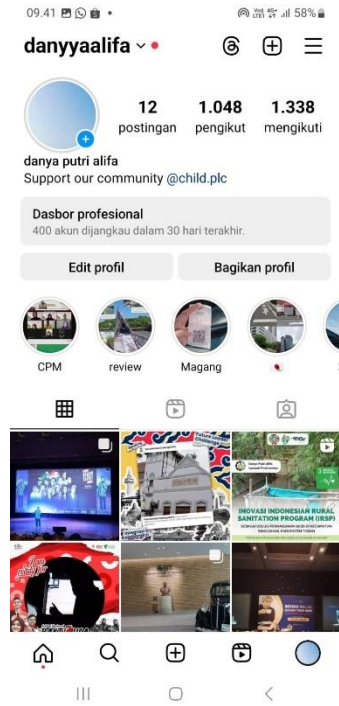 09.41
58%
danyyaalifa
12 1.048 1.338
postingan pengikut mengikuti
danya putri alifa
Support our community @child.plc
Dasbor profesional
400 akun dijangkau dalam 30 hari terakhir.
Edit profil Bagikan profil
CPM review Magang
INOVASI INDONESIAN RURAL
SANITATION PROGRAM (IRSP)